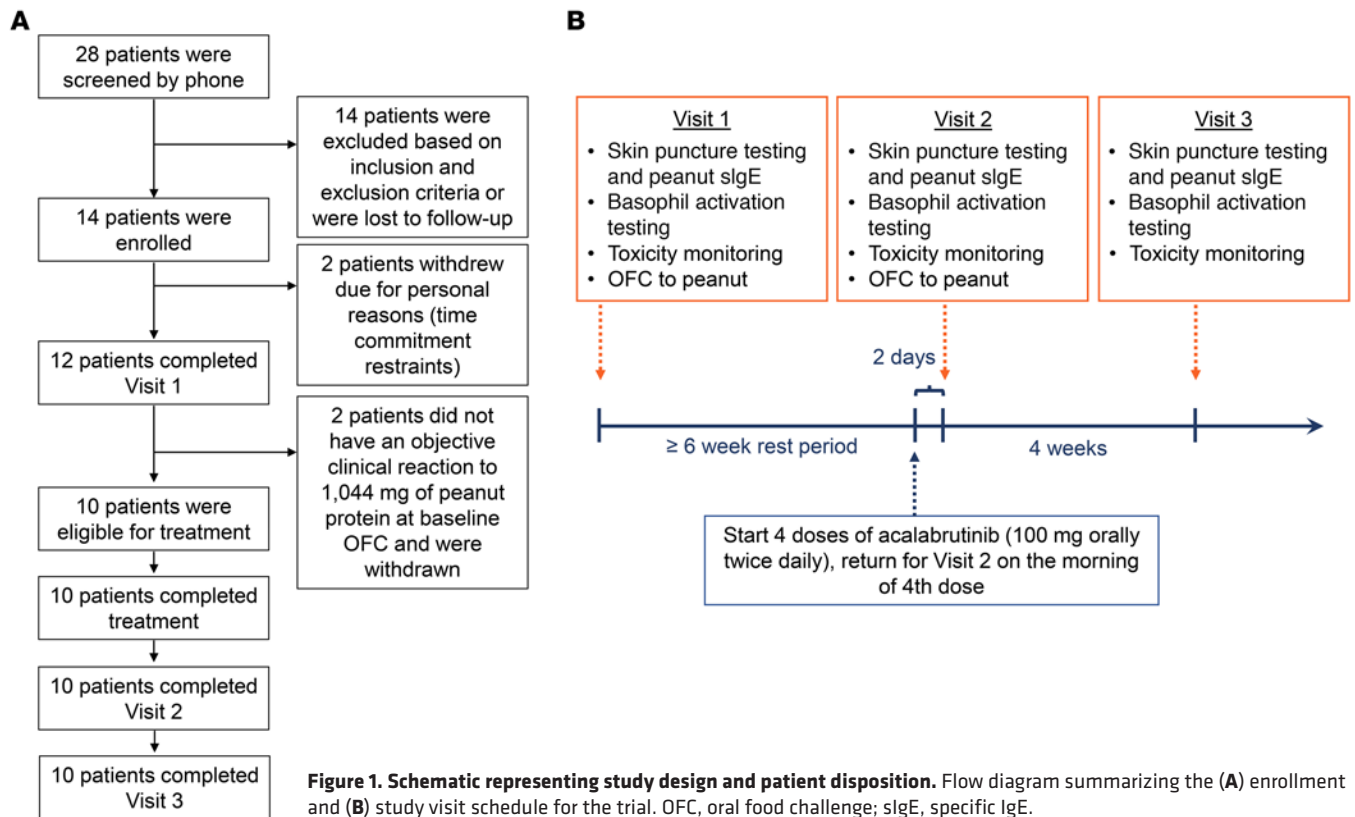 A
28 patients were
screened by phone
14 patients were
excluded based on
inclusion and
exclusion criteria or
were lost to follow-up
14 patients were
enrolled
2 patients withdrew
due for personal
reasons (time
commitment
restraints)
12 patients completed
Visit 1
2 patients did not
have an objective
clinical reaction to
1,044 mg of peanut
protein at baseline
OFC and were
withdrawn
10 patients were
eligible for treatment
10 patients completed
treatment
10 patients completed
Visit 2
10 patients completed
Visit 3
B
Visit 1
• Skin puncture testing
and peanut sIgE
• Basophil activation
testing
• Toxicity monitoring
• OFC to peanut
Visit 2
• Skin puncture testing
and peanut sIgE
• Basophil activation
testing
• Toxicity monitoring
• OFC to peanut
Visit 3
• Skin puncture testing
and peanut sIgE
• Basophil activation
testing
• Toxicity monitoring
2 days
≥ 6 week rest period
4 weeks
Start 4 doses of acalabrutinib (100 mg orally
twice daily), return for Visit 2 on the morning
of 4th dose
Figure 1. Schematic representing study design and patient disposition. Flow diagram summarizing the (A) enrollment
and (B) study visit schedule for the trial. OFC, oral food challenge; sIgE, specific IgE.